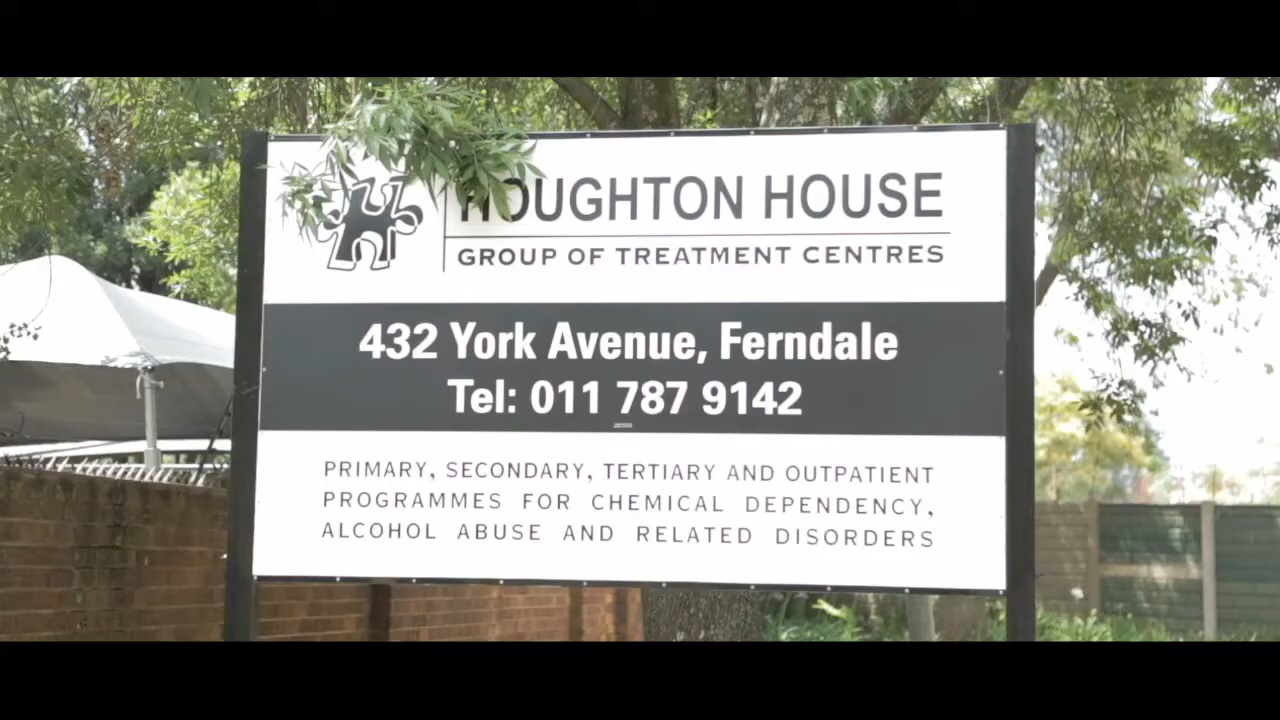 HOUGHTON HOUSE
GROUP OF TREATMENT CENTRES
432 York Avenue, Ferndale
Tel: 011 787 9142
PRIMARY, SECONDARY, TERTIARY AND OUTPATIENT
PROGRAMMES FOR CHEMICAL DEPENDENCY,
ALCOHOL ABUSE AND RELATED DISORDERS